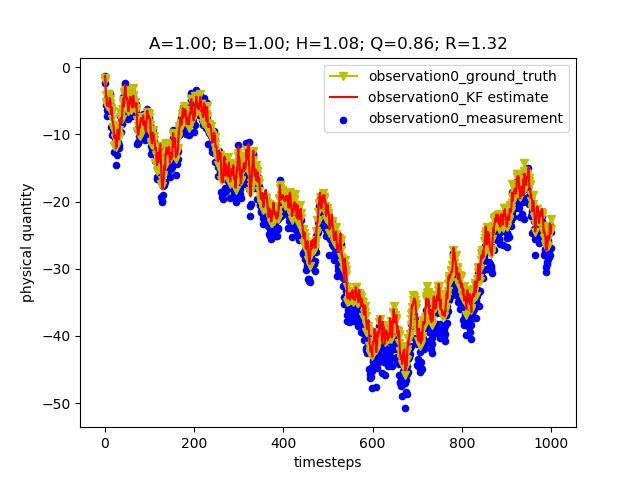 A=1.00; B=1.00; H=1.08; Q=0.86; R=1.32
observation0_ground_truth
observation0_KF estimate
observation0_measurement
physical quantity
0
−10
−20
−30
−40
−50
0 200 400 600 800 1000
timesteps